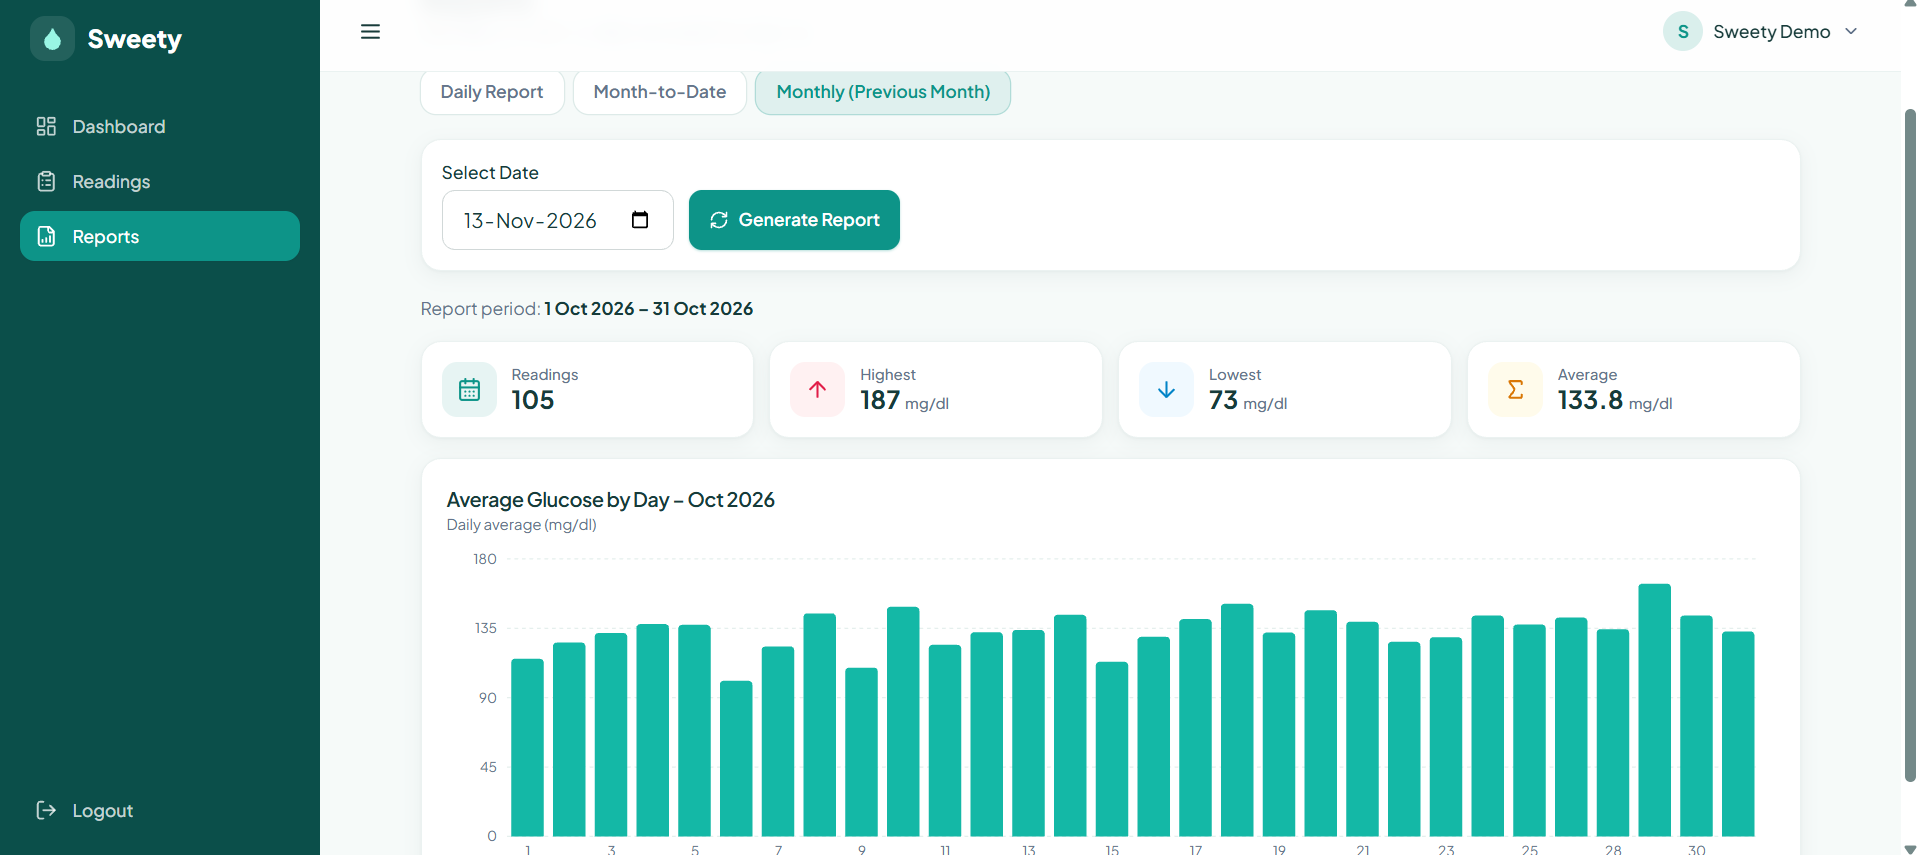 Sweety
Dashboard
Readings
Reports
Logout
S Sweety Demo
Daily Report Month-to-Date Monthly (Previous Month)
Select Date
13-Nov-2026 Generate Report
Report period: 1 Oct 2026 – 31 Oct 2026
Readings
105
Highest
187 mg/dl
Lowest
73 mg/dl
Average
133.8 mg/dl
Average Glucose by Day – Oct 2026
Daily average (mg/dl)
180
135
90
45
0
1 3 5 7 9 11 13 15 17 19 21 23 25 28 30